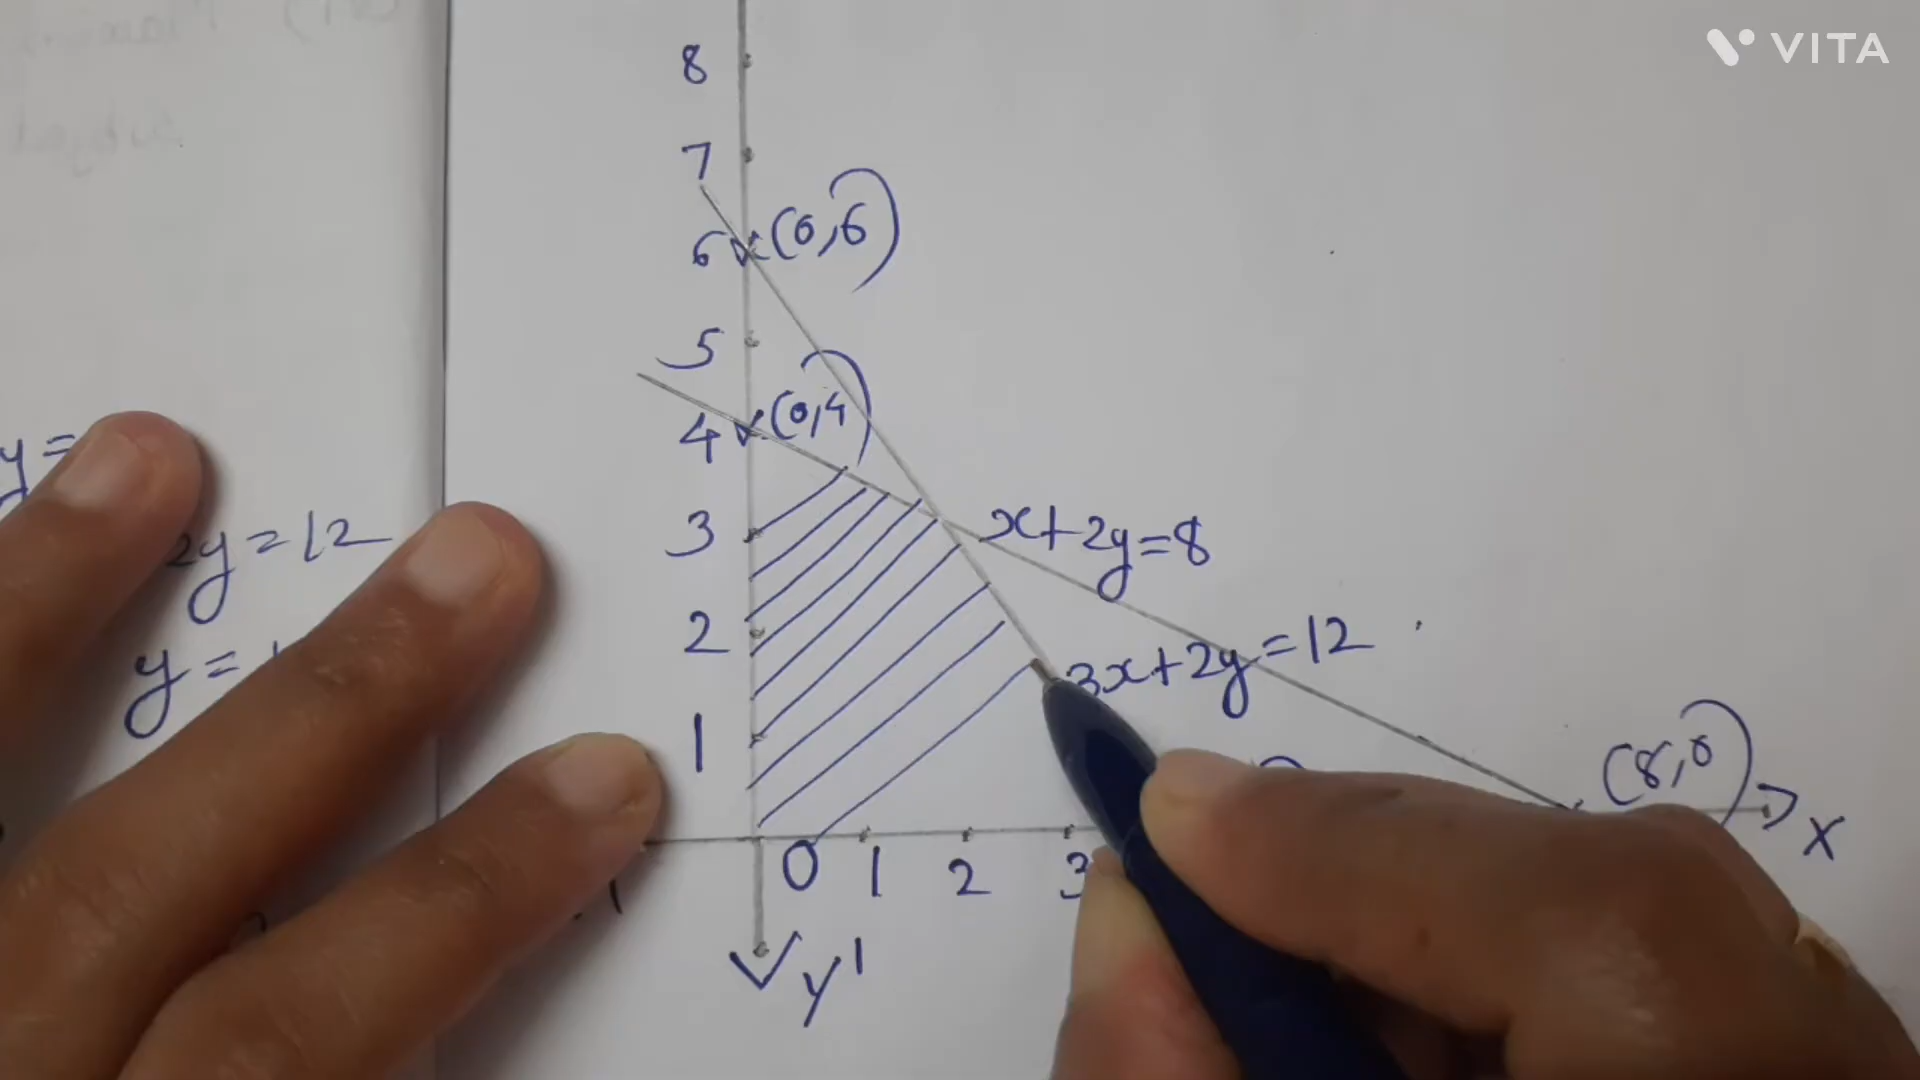 VITA
8
7
6 (0,6)
5
4 (0,4)
3
x+2y=8
2
3x+2y=12
1
(8,0)
X
0 1 2 3
y'
y=
2y=12
y=